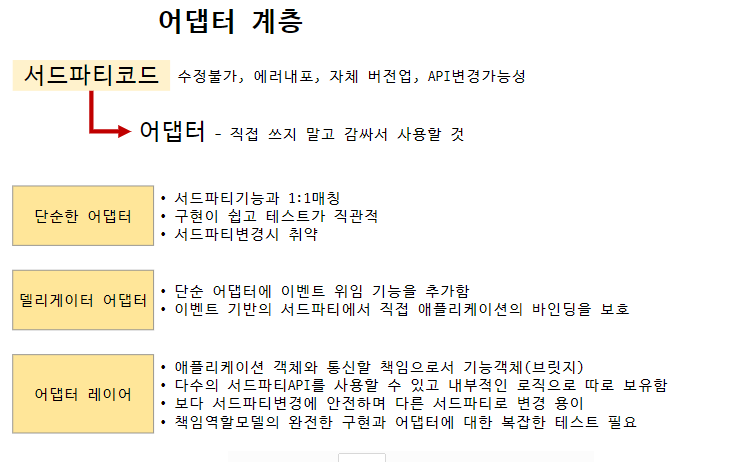 어댑터 계층
서드파티코드 수정불가, 에러내포, 자체 버전업, API변경가능성
어댑터 - 직접 쓰지 말고 감싸서 사용할 것
단순한 어댑터
• 서드파티기능과 1:1매칭
• 구현이 쉽고 테스트가 직관적
• 서드파티변경시 취약
델리게이터 어댑터
• 단순 어댑터에 이벤트 위임 기능을 추가함
• 이벤트 기반의 서드파티에서 직접 애플리케이션의 바인딩을 보호
어댑터 레이어
• 애플리케이션 객체와 통신할 책임으로서 기능객체(브릿지)
• 다수의 서드파티API를 사용할 수 있고 내부적인 로직으로 따로 보유함
• 보다 서드파티변경에 안전하며 다른 서드파티로 변경 용이
• 책임역할모델의 완전한 구현과 어댑터에 대한 복잡한 테스트 필요